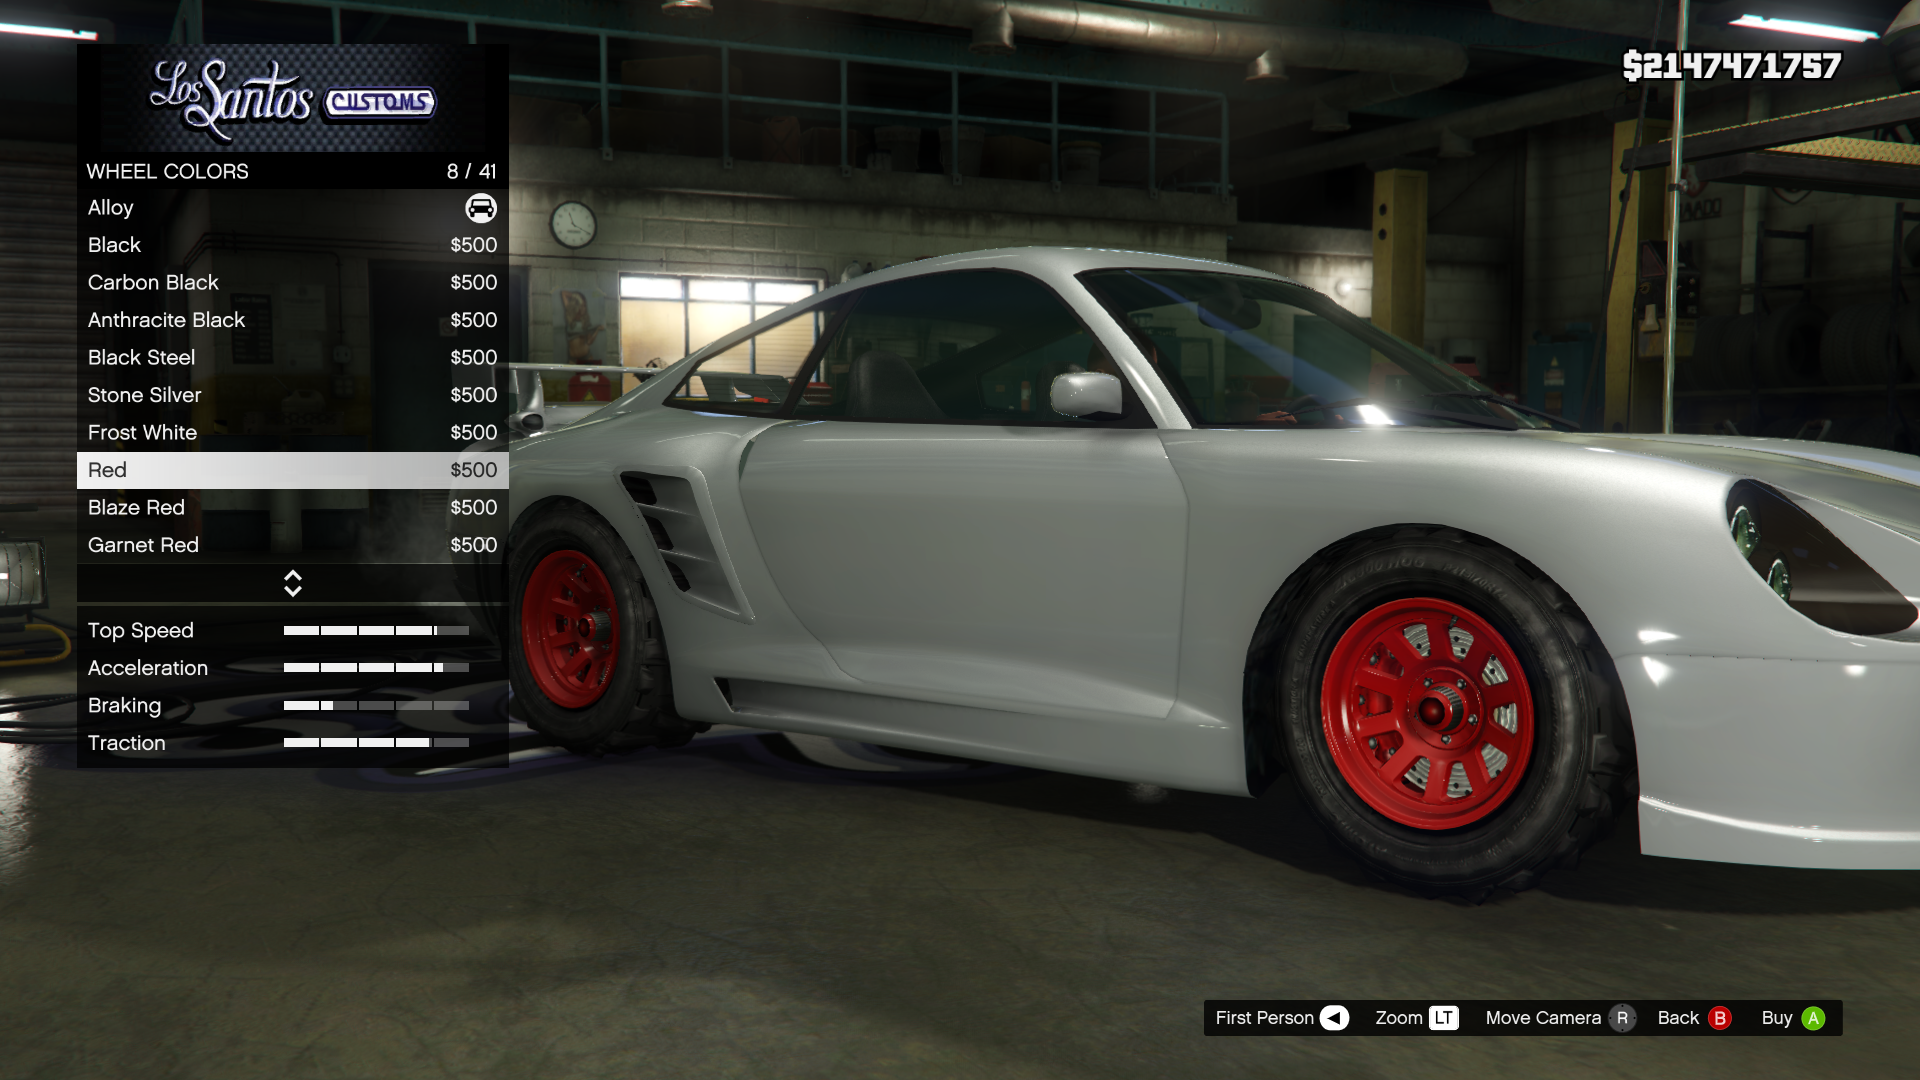 Los Santos CUSTOMS
$2147471757
WHEEL COLORS 8 / 41
Alloy
Black $500
Carbon Black $500
Anthracite Black $500
Black Steel $500
Stone Silver $500
Frost White $500
Red $500
Blaze Red $500
Garnet Red $500
Top Speed
Acceleration
Braking
Traction
First Person Zoom LT Move Camera R Back B Buy A